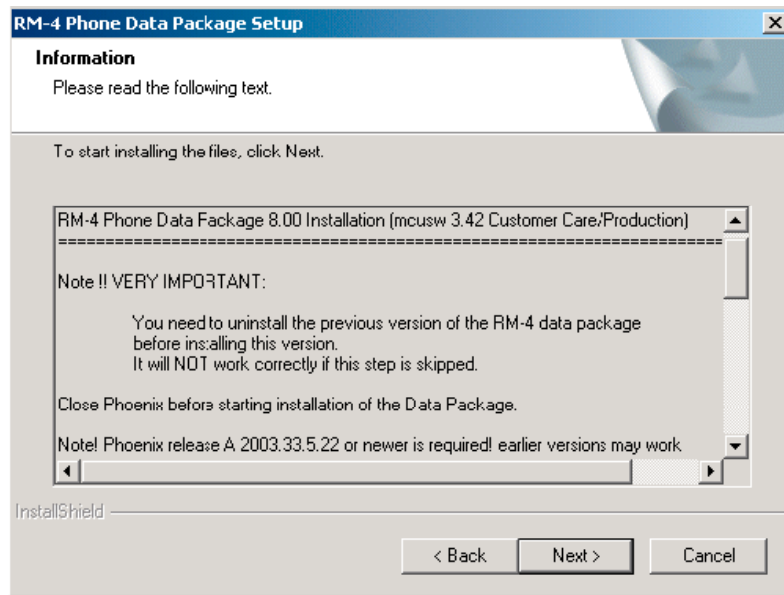 RM-4 Phone Data Package Setup
Information
Please read the following text.
To start installing the files, click Next.
RM-4 Phone Data Package 8.00 Installation (mcusw 3.42 Customer Care/Production)
================================================================================
Note !! VERY IMPORTANT:
You need to uninstall the previous version of the RM-4 data package
before installing this version.
It will NOT work correctly if this step is skipped.
Close Phoenix before starting installation of the Data Package.
Note! Phoenix release A 2003.33.5.22 or newer is required! earlier versions may work
InstallShield
< Back
Next >
Cancel